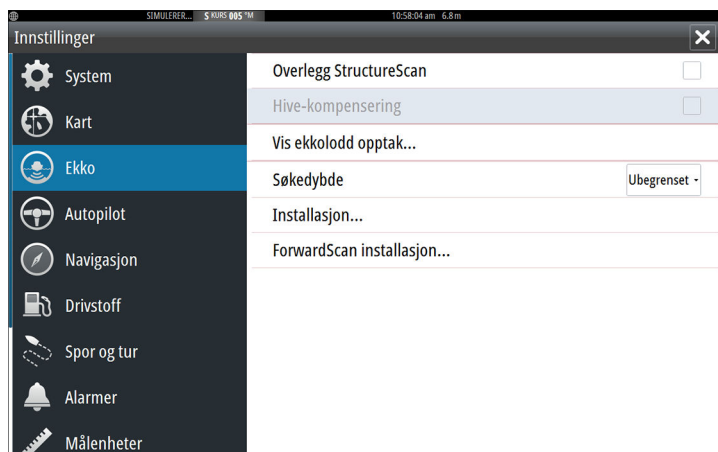 SIMULERER... S KURS 005 °M 10:58:04 am 6.8 m
Innstillinger
System
Kart
Ekko
Autopilot
Navigasjon
Drivstoff
Spor og tur
Alarmer
Målenheter
Overlegg StructureScan
Hive-kompensering
Vis ekkolodd opptak...
Søkedybde Ubegrenset
Installasjon...
ForwardScan installasjon...